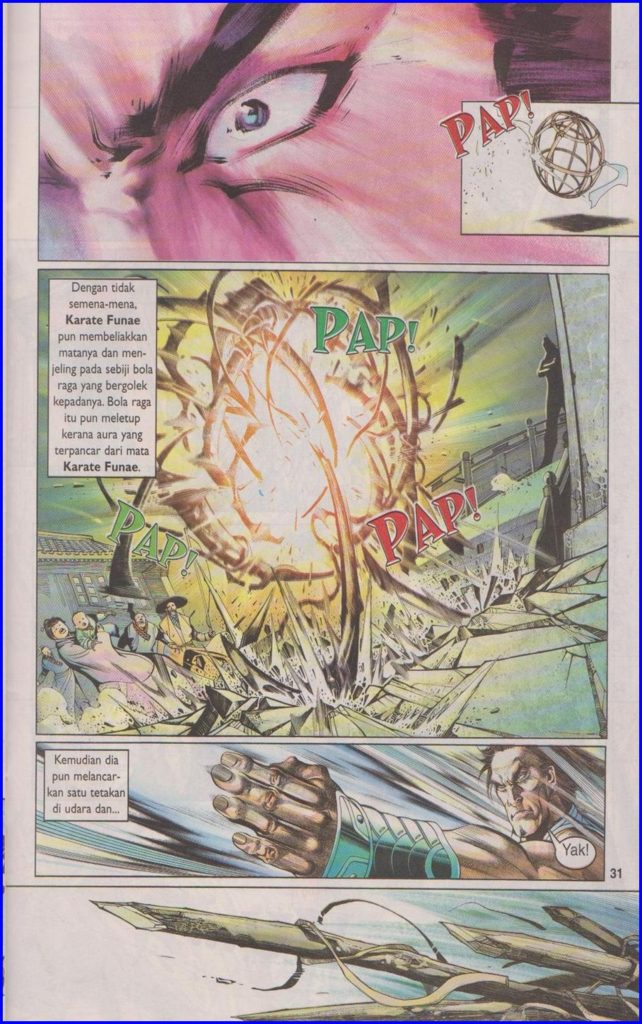 PAP!
Dengan tidak
semena-mena,
Karate Funae
pun membeliakkan
matanya dan men-
jeling pada sebiji bola
raga yang bergolek
kepadanya. Bola raga
itu pun meletup
kerana aura yang
terpancar dari mata
Karate Funae.
PAP!
PAP!
PAP!
Kemudian dia
pun melancar-
kan satu tetakan
di udara dan...
Yak!
31